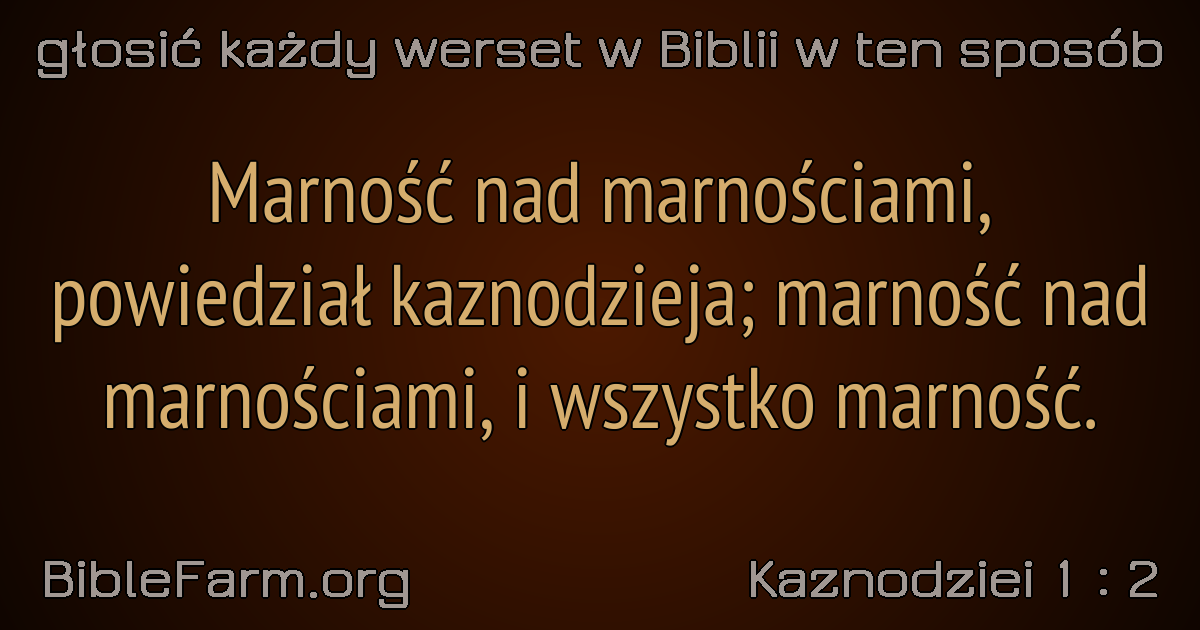 głosić każdy werset w Biblii w ten sposób
Marność nad marnościami,
powiedział kaznodzieja; marność nad
marnościami, i wszystko marność.
BibleFarm.org
Kaznodziei 1 : 2